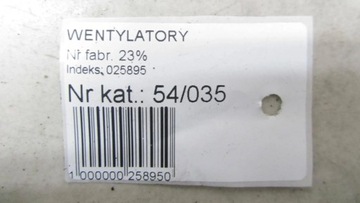 WENTYLATORY
Nr fabr. 23%
Indeks: 025895
Nr kat.: 54/035
1 000000 258950